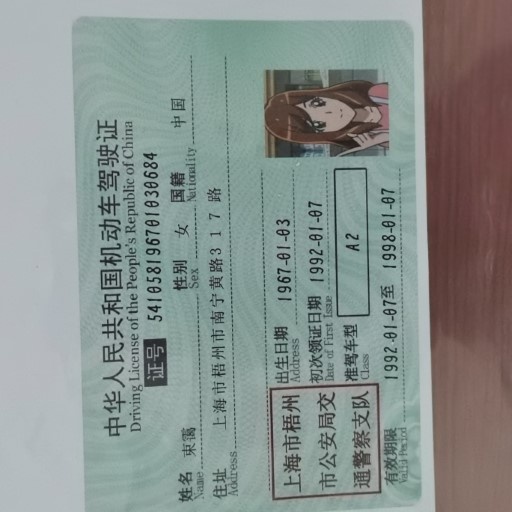 中华人民共和国机动车驾驶证
Driving License of the People's Republic of China
证号 541058196701030684
姓名 束霭 性别 女 国籍 中国
Name Sex Nationality
住址 上海市梧州市南宁黄路317路
Address
出生日期 1967-01-03
Address
初次领证日期 1992-01-07
Date of First Issue
准驾车型 A2
Class
上海市梧州
市公安局交
通警察支队
有效期限 1992-01-07至 1998-01-07
Valid Period